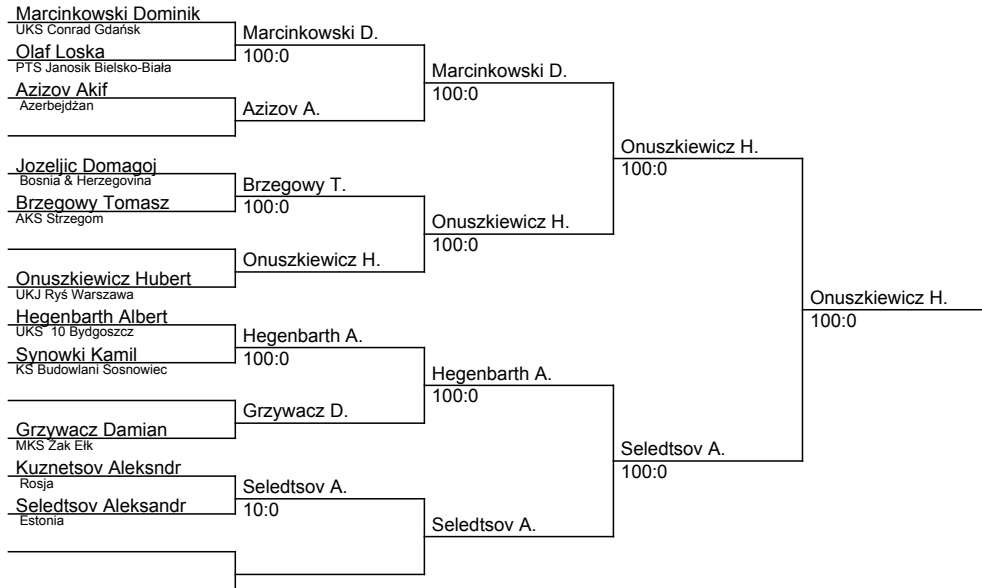 Marcinkowski Dominik
UKS Conrad Gdańsk
Olaf Loska
PTS Janosik Bielsko-Biała
Azizov Akif
Azerbejdżan
Jozeljic Domagoj
Bosnia & Herzegovina
Brzegowy Tomasz
AKS Strzegom
Onuszkiewicz Hubert
UKJ Ryś Warszawa
Hegenbarth Albert
UKS 10 Bydgoszcz
Synowki Kamil
KS Budowlani Sosnowiec
Grzywacz Damian
MKS Żak Ełk
Kuznetsov Aleksndr
Rosja
Seledtsov Aleksandr
Estonia
Marcinkowski D.
100:0
Azizov A.
Brzegowy T.
100:0
Onuszkiewicz H.
Hegenbarth A.
100:0
Grzywacz D.
Seledtsov A.
10:0
Marcinkowski D.
100:0
Onuszkiewicz H.
100:0
Hegenbarth A.
100:0
Seledtsov A.
Onuszkiewicz H.
100:0
Seledtsov A.
100:0
Onuszkiewicz H.
100:0